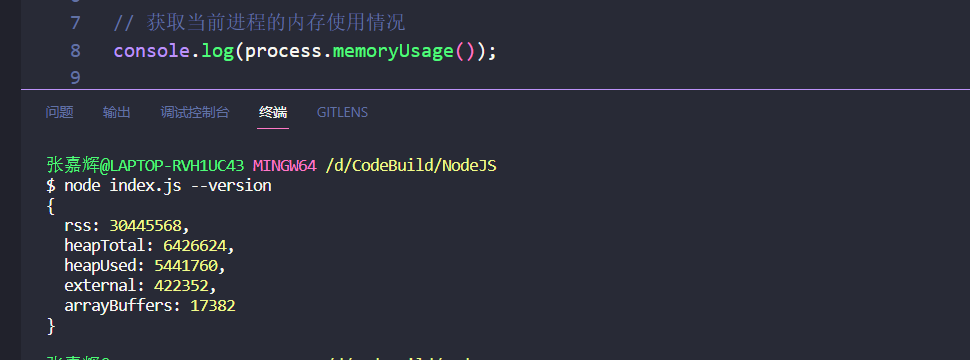 7 // 获取当前进程的内存使用情况
8 console.log(process.memoryUsage());
9
问题 输出 调试控制台 终端 GITLENS
张嘉辉@LAPTOP-RVH1UC43 MINGW64 /d/CodeBuild/NodeJS
$ node index.js --version
{
rss: 30445568,
heapTotal: 6426624,
heapUsed: 5441760,
external: 422352,
arrayBuffers: 17382
}